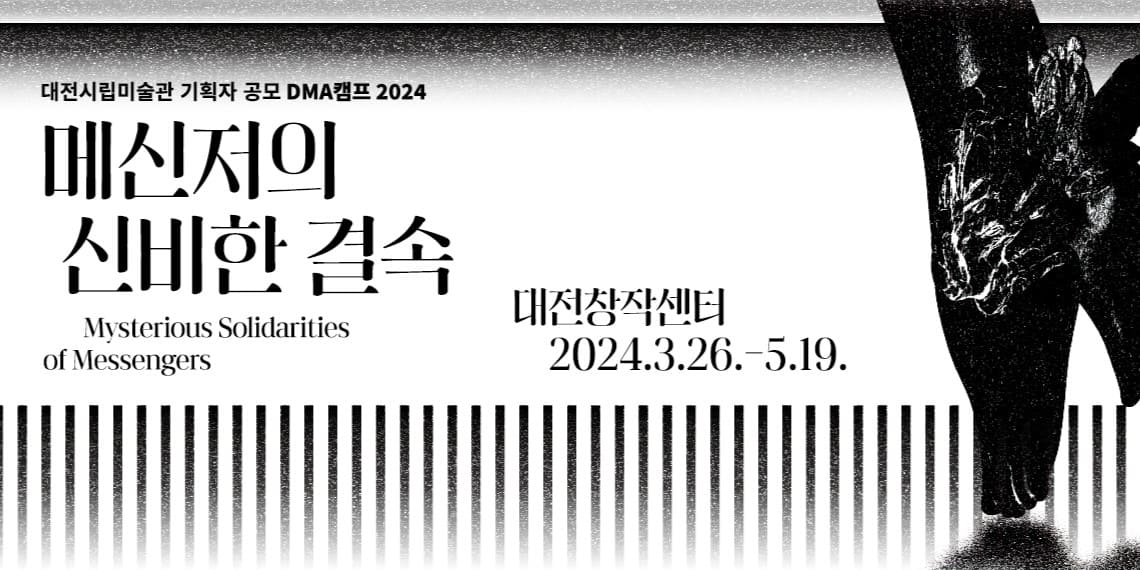 대전시립미술관 기획자 공모 DMA캠프 2024
메신저의
신비한 결속
Mysterious Solidarities
of Messengers
대전창작센터
2024.3.26.–5.19.